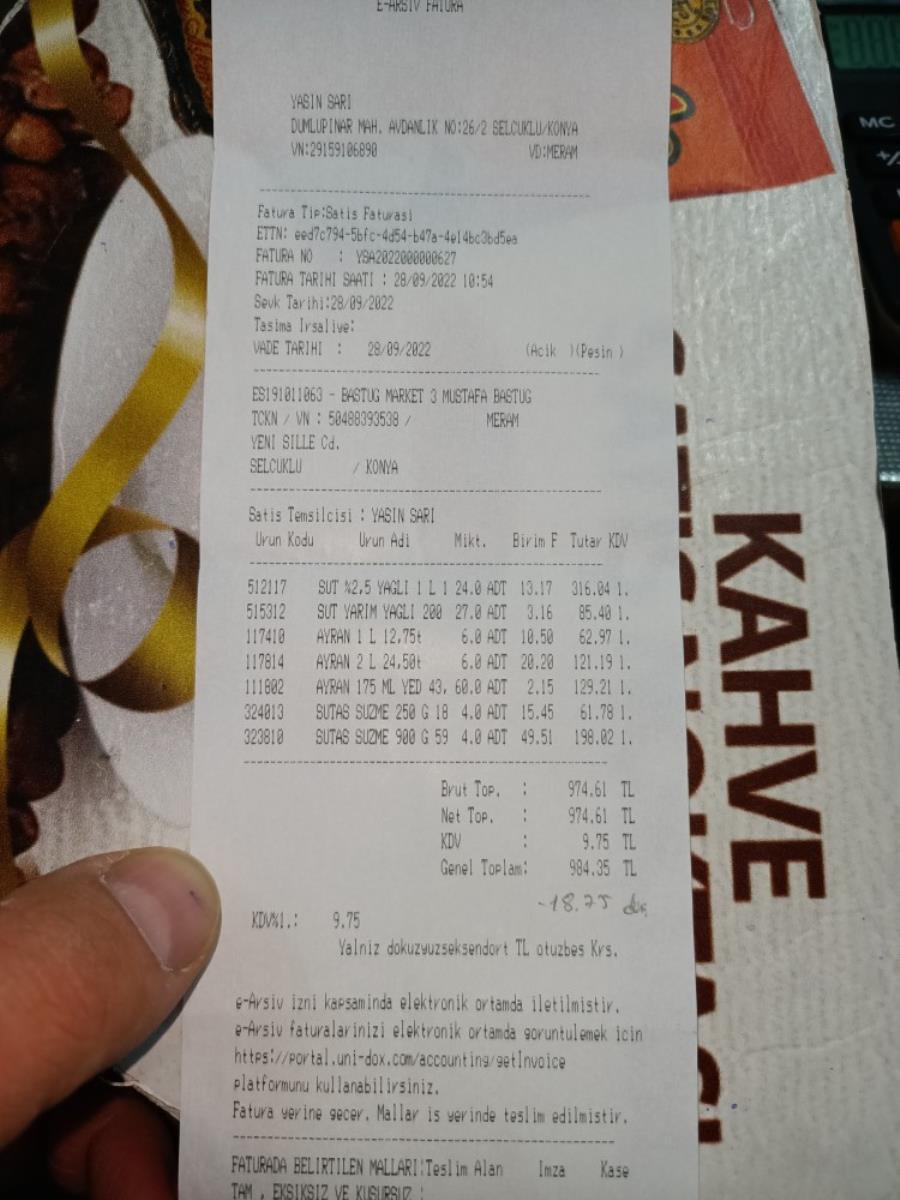 E-ARSIV FATURA
YASIN SARI
DUMLUPINAR MAH. AVDANLIK NO:26/2 SELCUKLU/KONYA
VN:29159106890 VD:MERAM
Fatura Tip:Satis Faturasi
ETTN: eed7c794-5bfc-4d54-b47a-4e14bc3bd5ea
FATURA NO : YSA2022000000627
FATURA TARIHI SAATI : 28/09/2022 10:54
Sevk Tarihi:28/09/2022
Tasima Irsaliye:
VADE TARIHI : 28/09/2022 (Acik )(Pesin )
ES191011063 - BASTUG MARKET 3 MUSTAFA BASTUG
TCKN / VN : 50488393538 / MERAM
YENI SILLE Cd.
SELCUKLU / KONYA
Satis Temsilcisi : YASIN SARI
Urun Kodu Urun Adi Mikt. Birim F Tutar KDV
512117 SUT %2,5 YAGLI 1 L 1 24.0 ADT 13.17 316.04 1.
515312 SUT YARIM YAGLI 200 27.0 ADT 3.16 85.40 1.
117410 AYRAN 1 L 12,75t 6.0 ADT 10.50 62.97 1.
117814 AYRAN 2 L 24,50t 6.0 ADT 20.20 121.19 1.
111802 AYRAN 175 ML YED 43, 60.0 ADT 2.15 129.21 1.
324013 SUTAS SUZME 250 G 18 4.0 ADT 15.45 61.78 1.
323810 SUTAS SUZME 900 G 59 4.0 ADT 49.51 198.02 1.
Brut Top. : 974.61 TL
Net Top. : 974.61 TL
KDV : 9.75 TL
Genel Toplam: 984.35 TL
-18.75
KDV%1.: 9.75
Yalniz dokuzyuzseksendort TL otuzbes Krs.
e-Arsiv izni kapsaminda elektronik ortamda iletilmistir.
e-Arsiv faturalarinizi elektronik ortamda goruntulemek icin
https://portal.uni-dox.com/accounting/getInvoice
platformunu kullanabilirsiniz.
Fatura yerine gecer. Mallar is yerinde teslim edilmistir.
FATURADA BELIRTILEN MALLARI:Teslim Alan Imza Kase
TAM , EKSIKSIZ VE KUSURSUZ :
KAHVE
MC